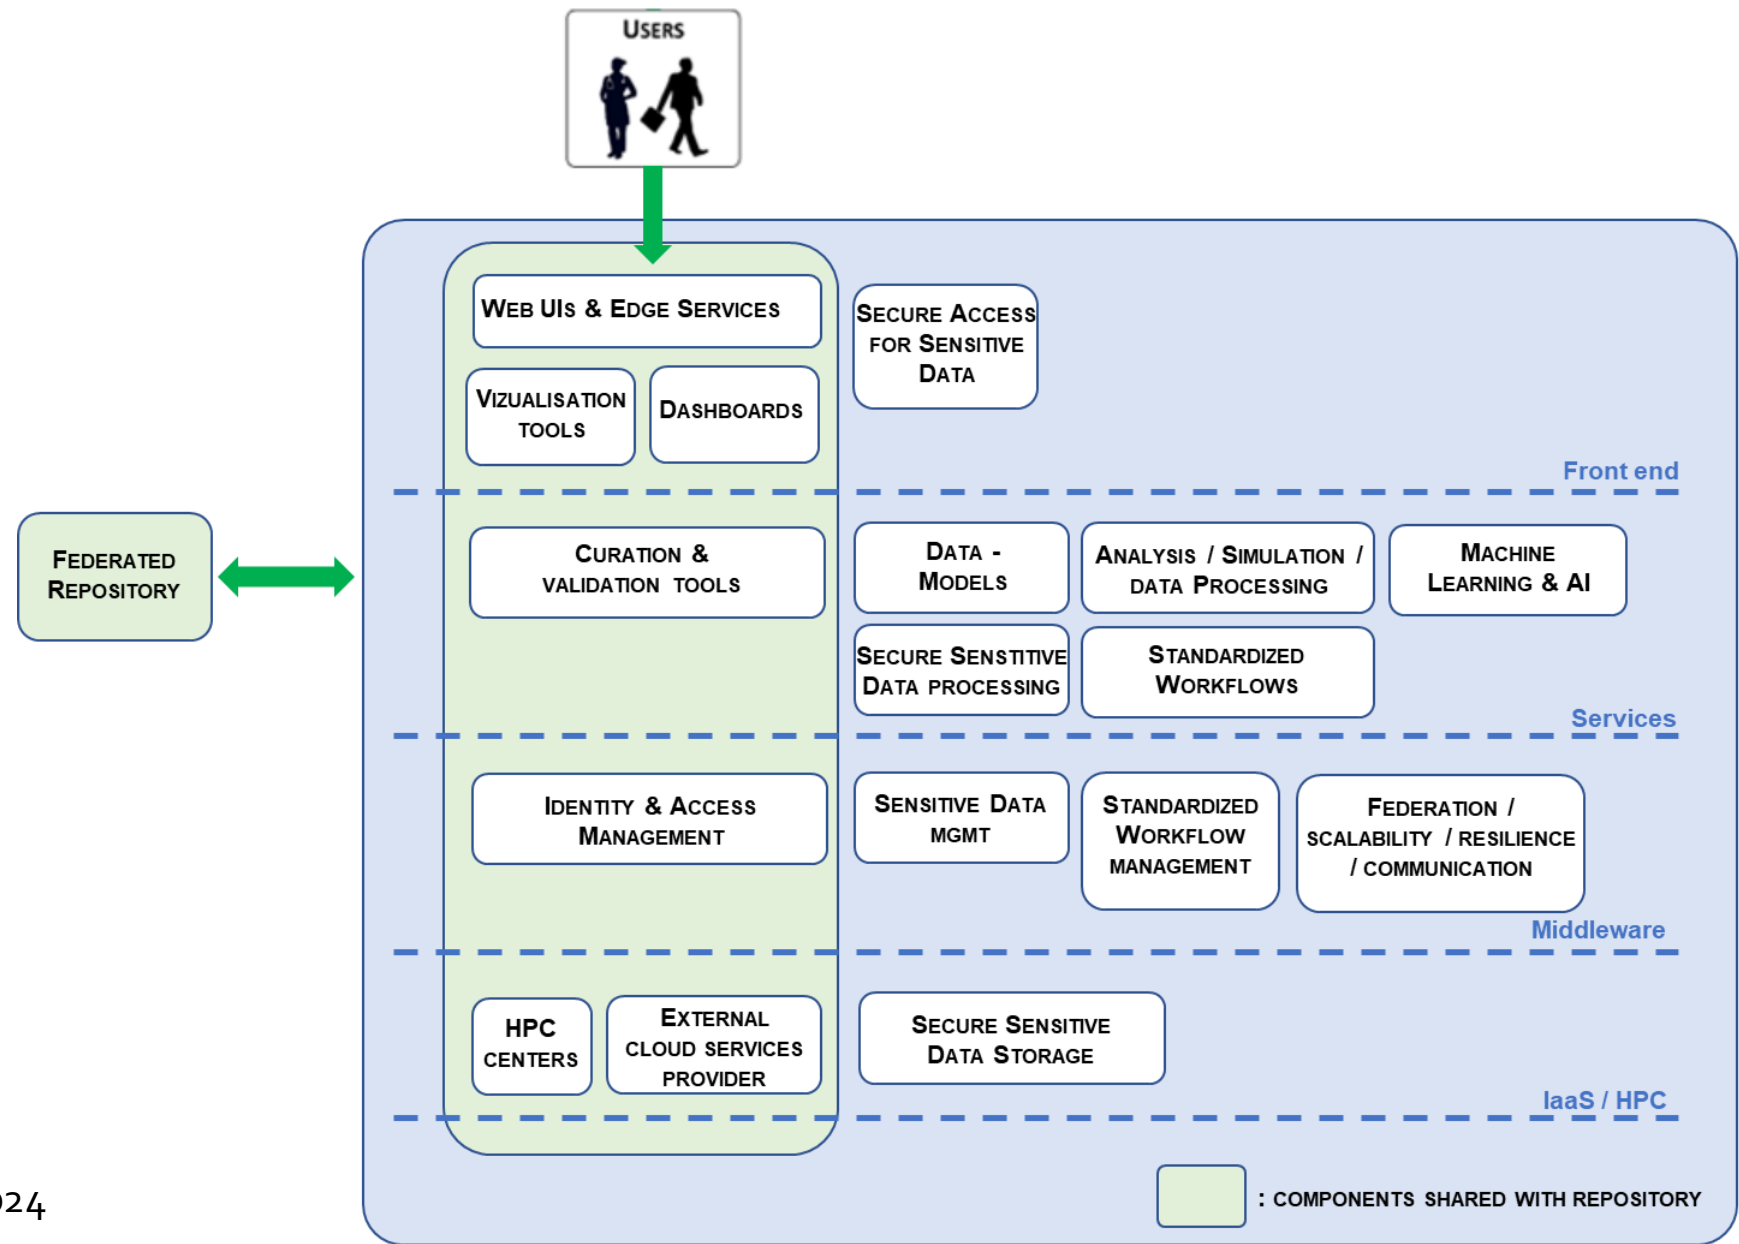 USERS
WEB UIS & EDGE SERVICES
SECURE ACCESS
FOR SENSITIVE
DATA
VIZUALISATION
TOOLS
DASHBOARDS
Front end
FEDERATED
REPOSITORY
CURATION &
VALIDATION TOOLS
DATA -
MODELS
ANALYSIS / SIMULATION /
DATA PROCESSING
MACHINE
LEARNING & AI
SECURE SENSTITIVE
DATA PROCESSING
STANDARDIZED
WORKFLOWS
Services
IDENTITY & ACCESS
MANAGEMENT
SENSITIVE DATA
MGMT
STANDARDIZED
WORKFLOW
MANAGEMENT
FEDERATION /
SCALABILITY / RESILIENCE
/ COMMUNICATION
Middleware
HPC
CENTERS
EXTERNAL
CLOUD SERVICES
PROVIDER
SECURE SENSITIVE
DATA STORAGE
IaaS / HPC
: COMPONENTS SHARED WITH REPOSITORY